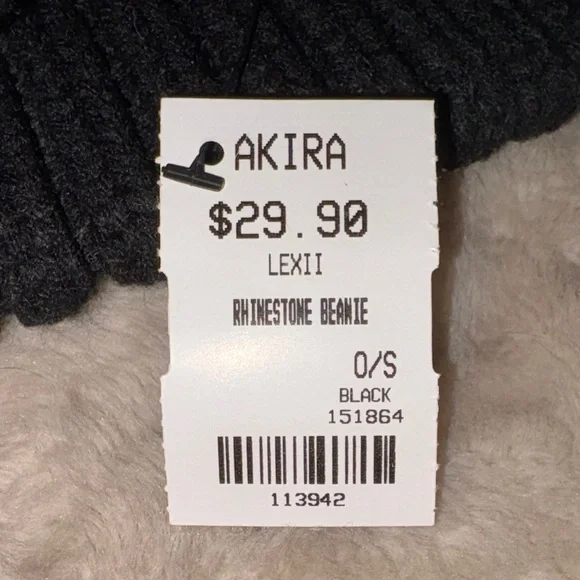 AKIRA
$29.90
LEXII
RHINESTONE BEANIE
O/S
BLACK
151864
113942